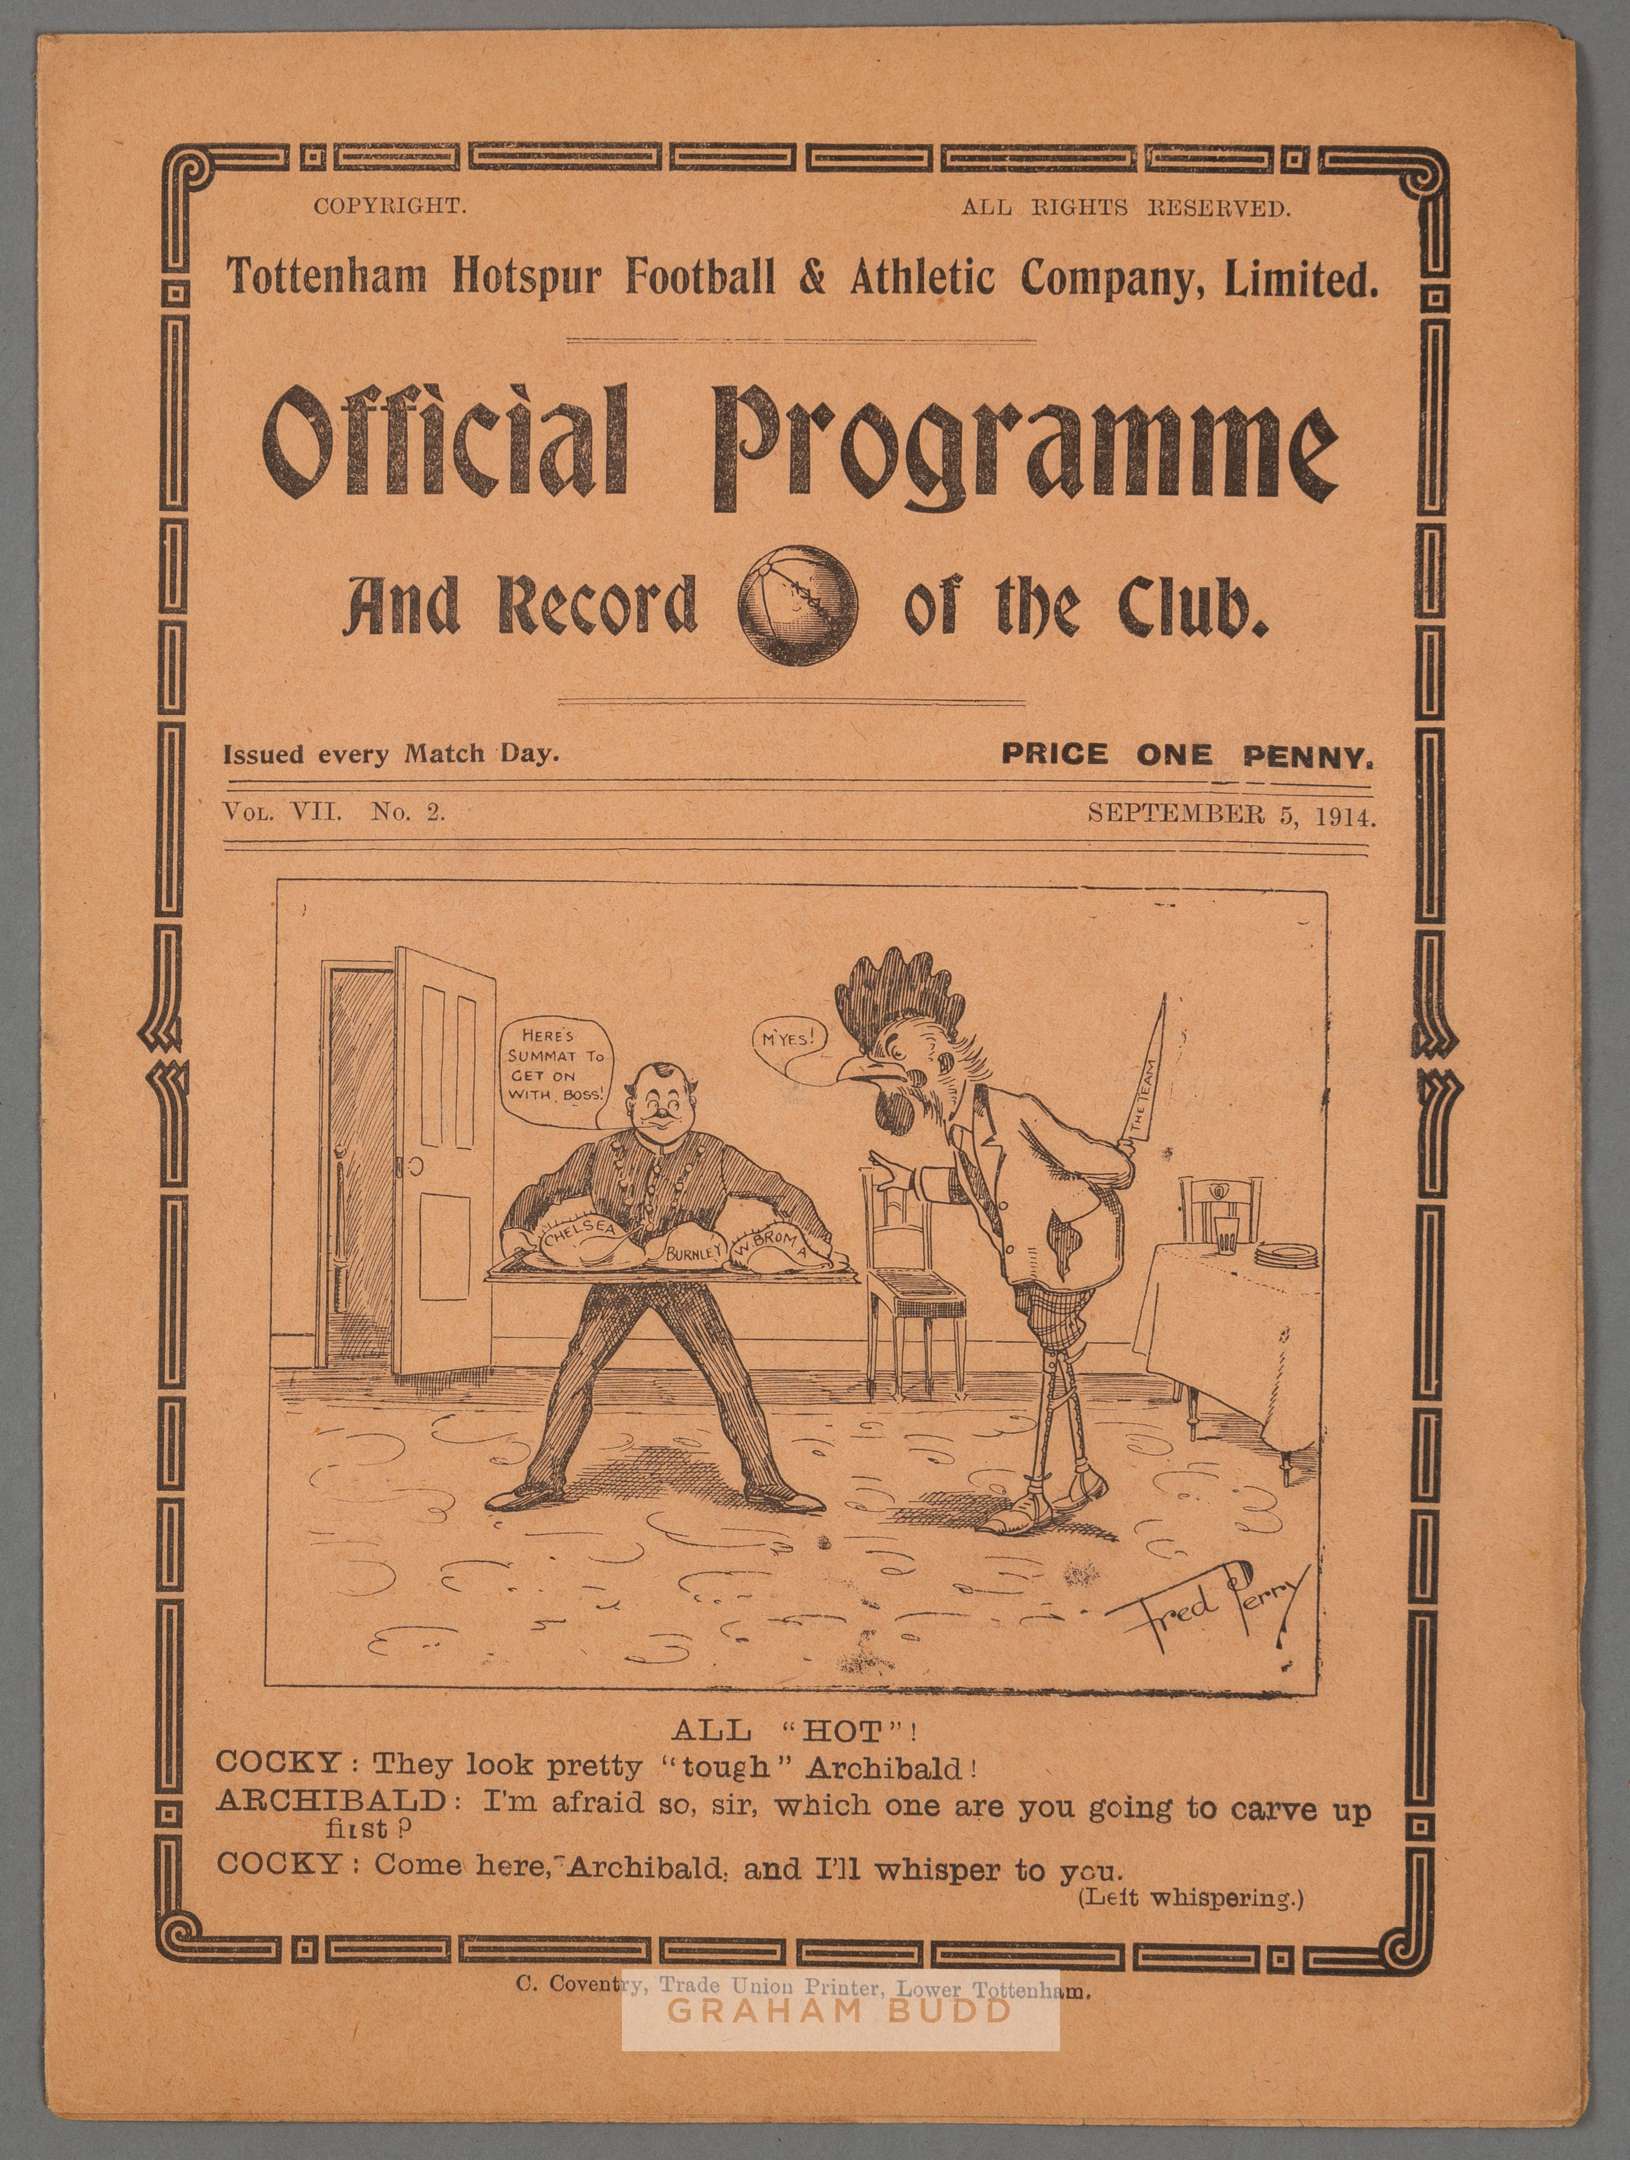 COPYRIGHT. ALL RIGHTS RESERVED.
Tottenham Hotspur Football & Athletic Company, Limited.
Official Programme
And Record of the Club.
Issued every Match Day. PRICE ONE PENNY.
VOL. VII. No. 2. SEPTEMBER 5, 1914.
HERE'S
SUMMAT TO
GET ON
WITH BOSS!
M'YES!
THE TEAM
CHELSEA
BURNLEY
W. BROM A
Fred Perry
ALL "HOT"!
COCKY: They look pretty "tough" Archibald!
ARCHIBALD: I'm afraid so, sir, which one are you going to carve up
first?
COCKY: Come here, Archibald, and I'll whisper to you.
(Left whispering.)
C. Coventry, Trade Union Printer, Lower Tottenham.
GRAHAM BUDD